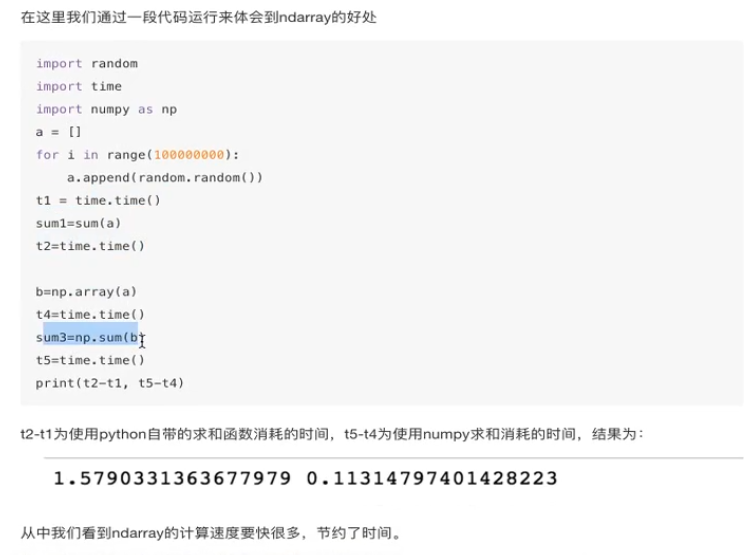 在这里我们通过一段代码运行来体会到ndarray的好处
import random
import time
import numpy as np
a = []
for i in range(100000000):
    a.append(random.random())
t1 = time.time()
sum1=sum(a)
t2=time.time()
b=np.array(a)
t4=time.time()
sum3=np.sum(b)
t5=time.time()
print(t2-t1, t5-t4)
t2-t1为使用python自带的求和函数消耗的时间，t5-t4为使用numpy求和消耗的时间，结果为：
1.5790331363677979 0.11314797401428223
从中我们看到ndarray的计算速度要快很多，节约了时间。